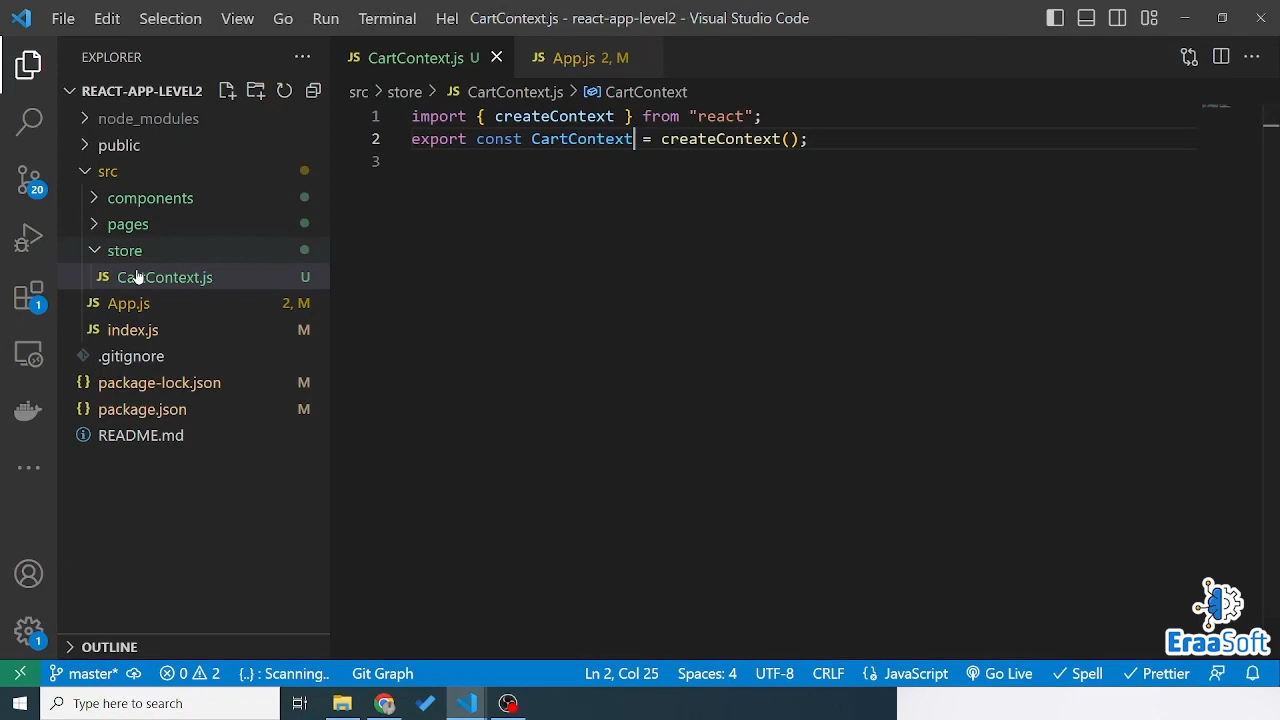 File Edit Selection View Go Run Terminal Hel CartContext.js - react-app-level2 - Visual Studio Code
EXPLORER
CartContext.js U
App.js 2, M
REACT-APP-LEVEL2
src > store > JS CartContext.js > CartContext
node_modules
1 import { createContext } from "react";
public
2 export const CartContext = createContext();
src
3
components
20
pages
store
JS CartContext.js U
JS App.js 2, M
1
JS index.js M
.gitignore
{} package-lock.json M
{} package.json M
README.md
1
OUTLINE
EraaSoft
master* 0 2 {..} : Scanning.. Git Graph Ln 2, Col 25 Spaces: 4 UTF-8 CRLF {} JavaScript Go Live Spell Prettier
Type here to search